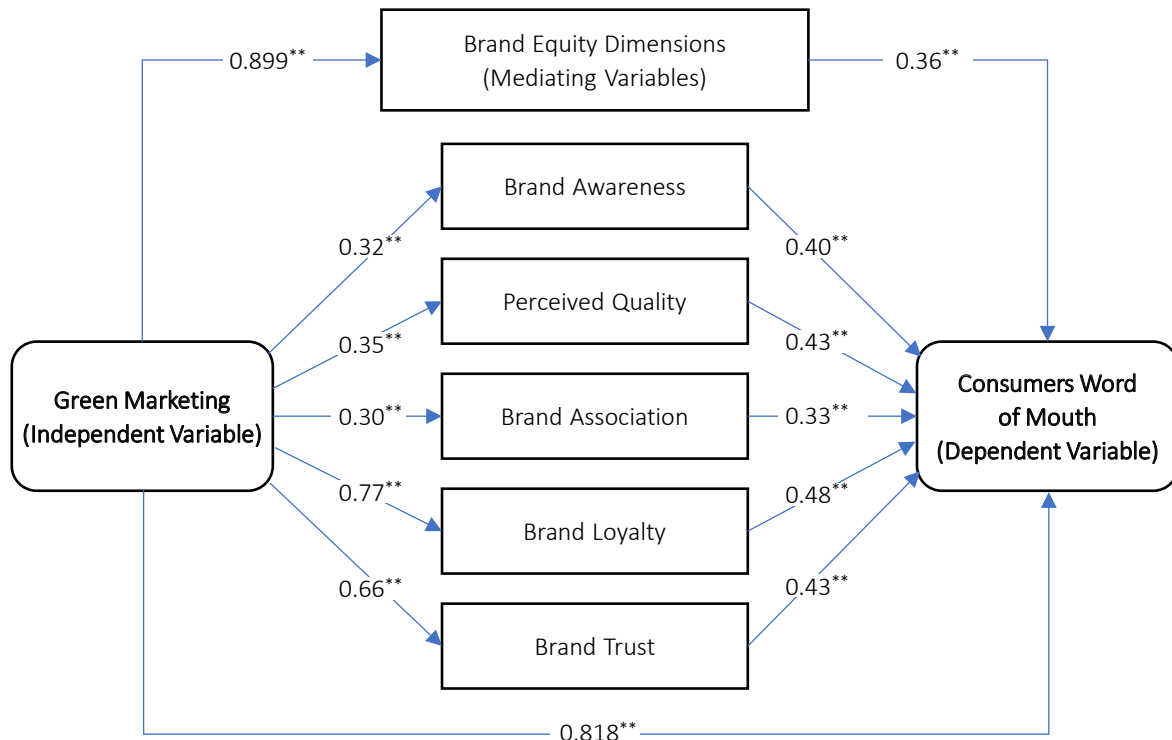 Brand Equity Dimensions
(Mediating Variables)
0.899**
0.36**
Brand Awareness
0.32**
0.40**
Perceived Quality
0.35**
0.43**
Green Marketing
(Independent Variable)
0.30**
Brand Association
0.33**
Consumers Word
of Mouth
(Dependent Variable)
0.77**
0.48**
Brand Loyalty
0.66**
0.43**
Brand Trust
0.818**